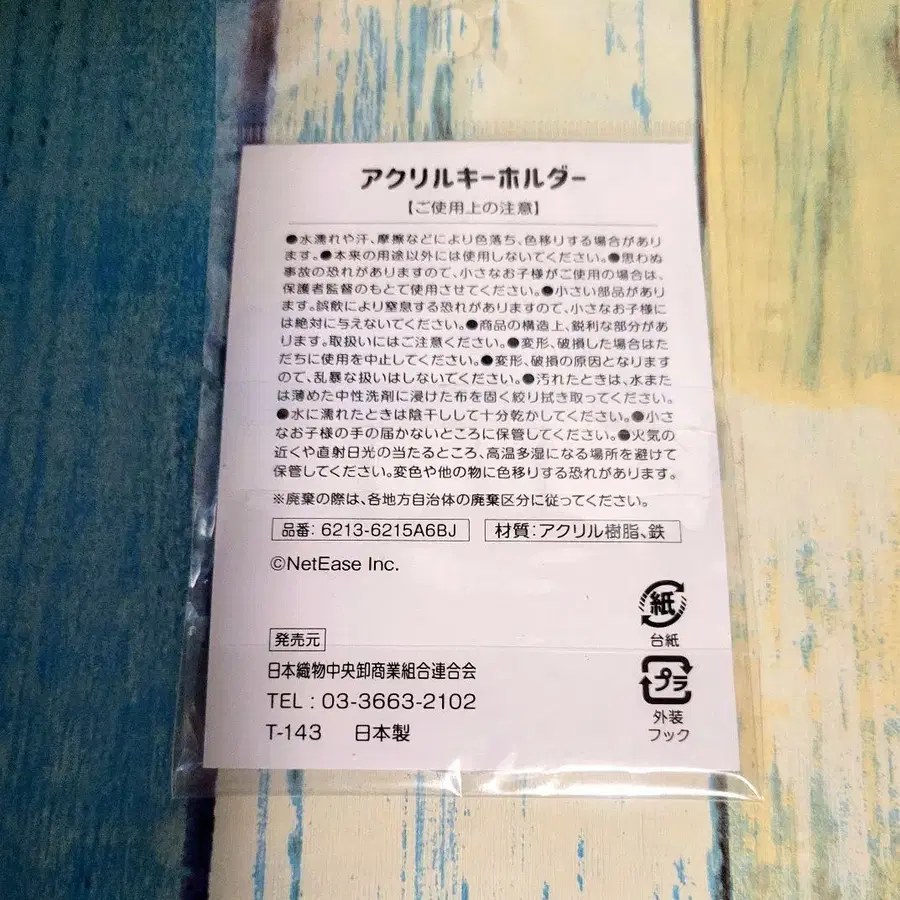 アクリルキーホルダー
【ご使用上の注意】
●水濡れや汗、摩擦などにより色落ち、色移りする場合があり
ます。●本来の用途以外には使用しないでください。●思わぬ
事故の恐れがありますので、小さなお子様がご使用の場合は、
保護者監督のもとで使用させてください。●小さい部品があり
ます。誤飲により窒息する恐れがありますので、小さなお子様に
は絶対に与えないでください。●商品の構造上、鋭利な部分があ
ります。取扱いにはご注意ください。●変形、破損した場合はた
だちに使用を中止してください。●変形、破損の原因となります
ので、乱暴な扱いはしないでください。●汚れたときは、水また
は薄めた中性洗剤に浸けた布を固く絞り拭き取ってください。
●水に濡れたときは陰干しして十分乾かしてください。●小さ
なお子様の手の届かないところに保管してください。●火気の
近くや直射日光の当たるところ、高温多湿になる場所を避けて
保管してください。変色や他の物に色移りする恐れがあります。
※廃棄の際は、各地方自治体の廃棄区分に従ってください。
品番：6213-6215A6BJ 材質：アクリル樹脂、鉄
©NetEase Inc.
紙
台紙
発売元
日本織物中央卸商業組合連合会
TEL：03-3663-2102
T-143 日本製
プラ
外装
フック